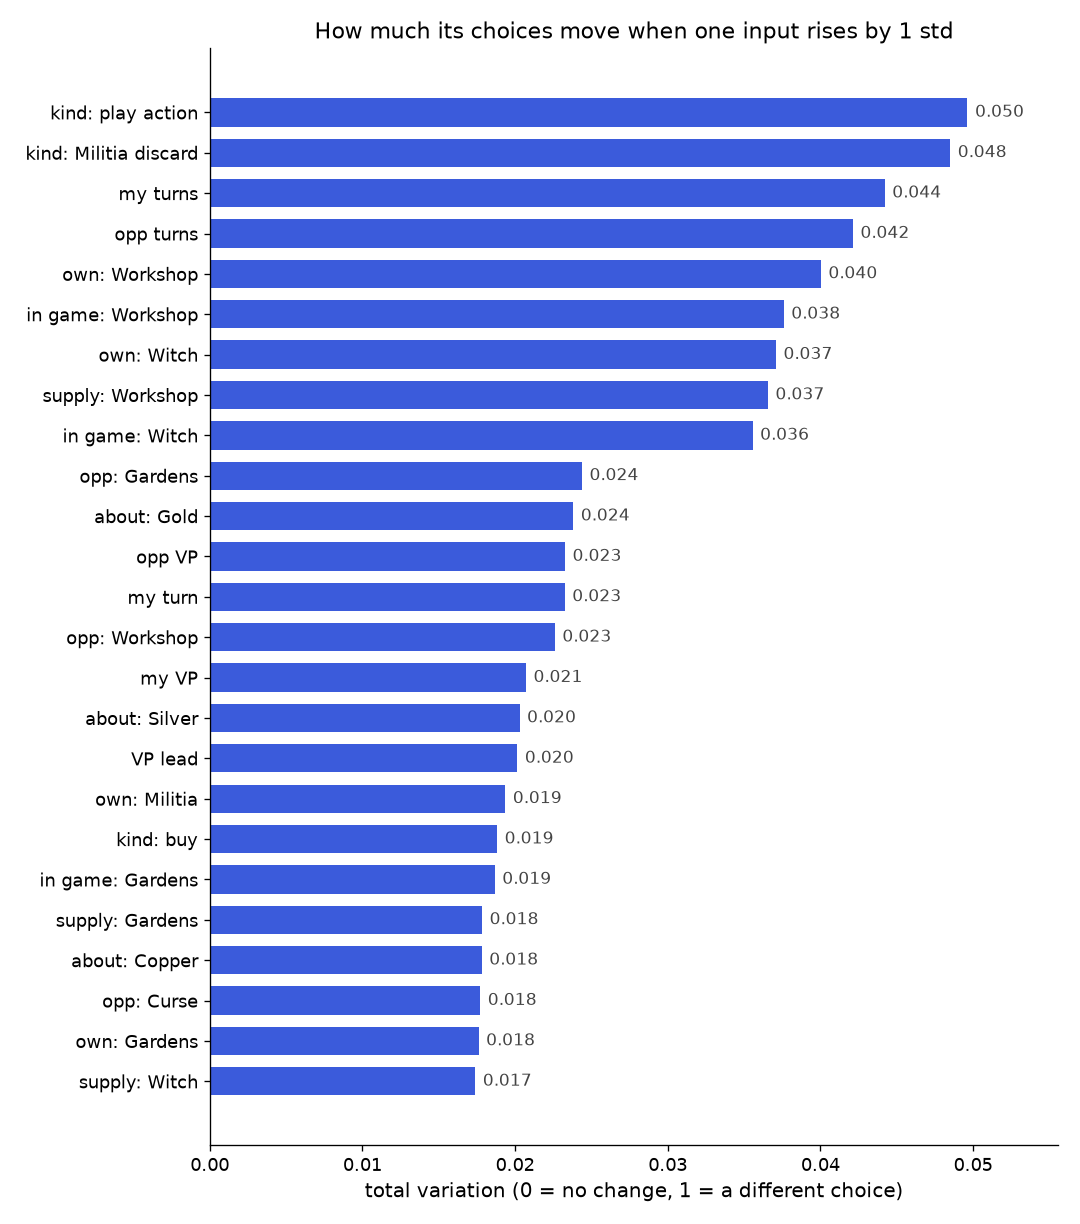 How much its choices move when one input rises by 1 std
kind: play action 0.050
kind: Militia discard 0.048
my turns 0.044
opp turns 0.042
own: Workshop 0.040
in game: Workshop 0.038
own: Witch 0.037
supply: Workshop 0.037
in game: Witch 0.036
opp: Gardens 0.024
about: Gold 0.024
opp VP 0.023
my turn 0.023
opp: Workshop 0.023
my VP 0.021
about: Silver 0.020
VP lead 0.020
own: Militia 0.019
kind: buy 0.019
in game: Gardens 0.019
supply: Gardens 0.018
about: Copper 0.018
opp: Curse 0.018
own: Gardens 0.018
supply: Witch 0.017
0.00 0.01 0.02 0.03 0.04 0.05
total variation (0 = no change, 1 = a different choice)